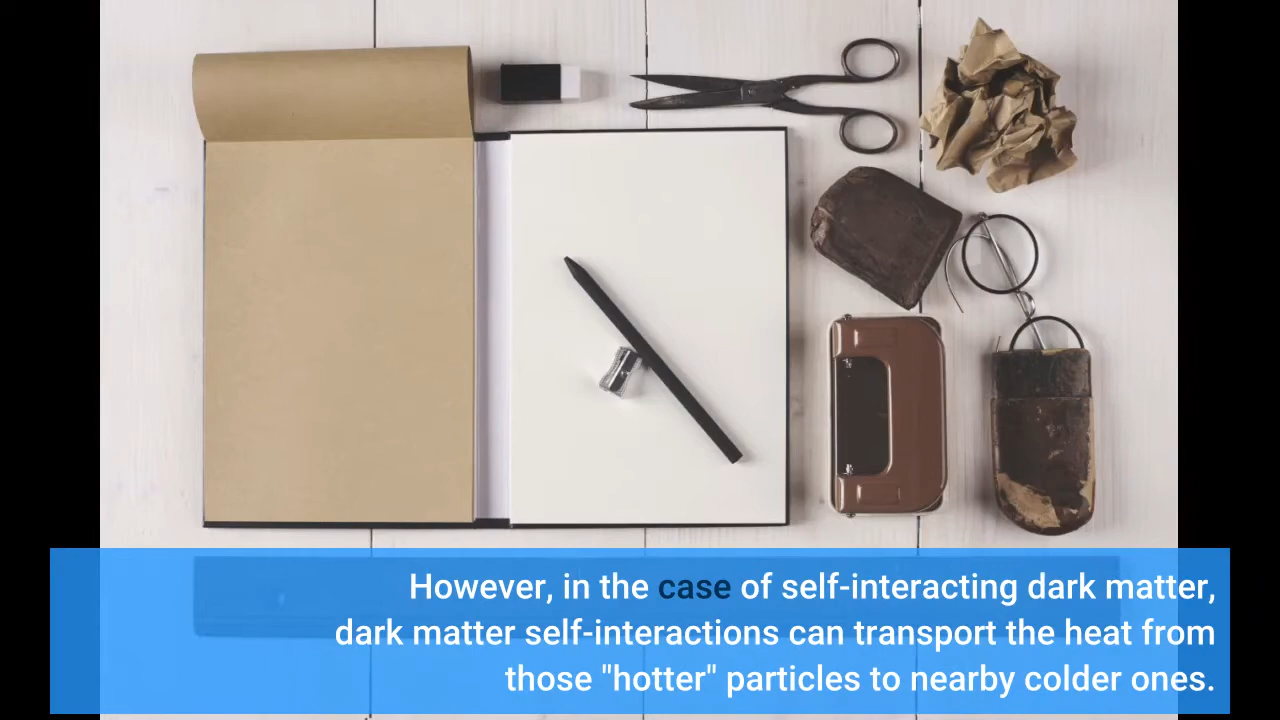 However, in the case of self-interacting dark matter,
dark matter self-interactions can transport the heat from
those "hotter" particles to nearby colder ones.